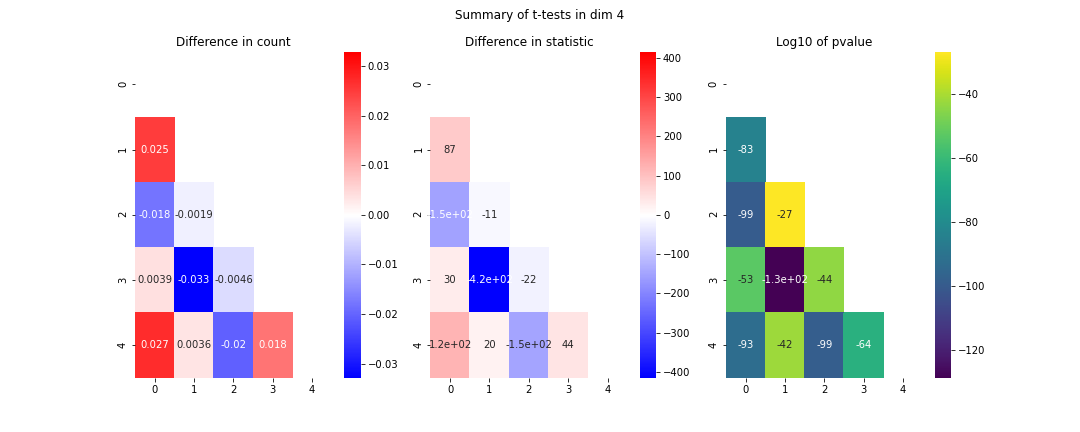 Summary of t-tests in dim 4
Difference in count
0
1
2
3
4
0.025
-0.018 -0.0019
0.0039 -0.033 -0.0046
0.027 0.0036 -0.02 0.018
0 1 2 3 4
0.03
0.02
0.01
0.00
−0.01
−0.02
−0.03
Difference in statistic
0
1
2
3
4
87
-1.5e+02 -11
30 -4.2e+02 -22
1.2e+02 20 -1.5e+02 44
0 1 2 3 4
400
300
200
100
0
−100
−200
−300
−400
Log10 of pvalue
0
1
2
3
4
-83
-99 -27
-53 -1.3e+02 -44
-93 -42 -99 -64
0 1 2 3 4
−40
−60
−80
−100
−120